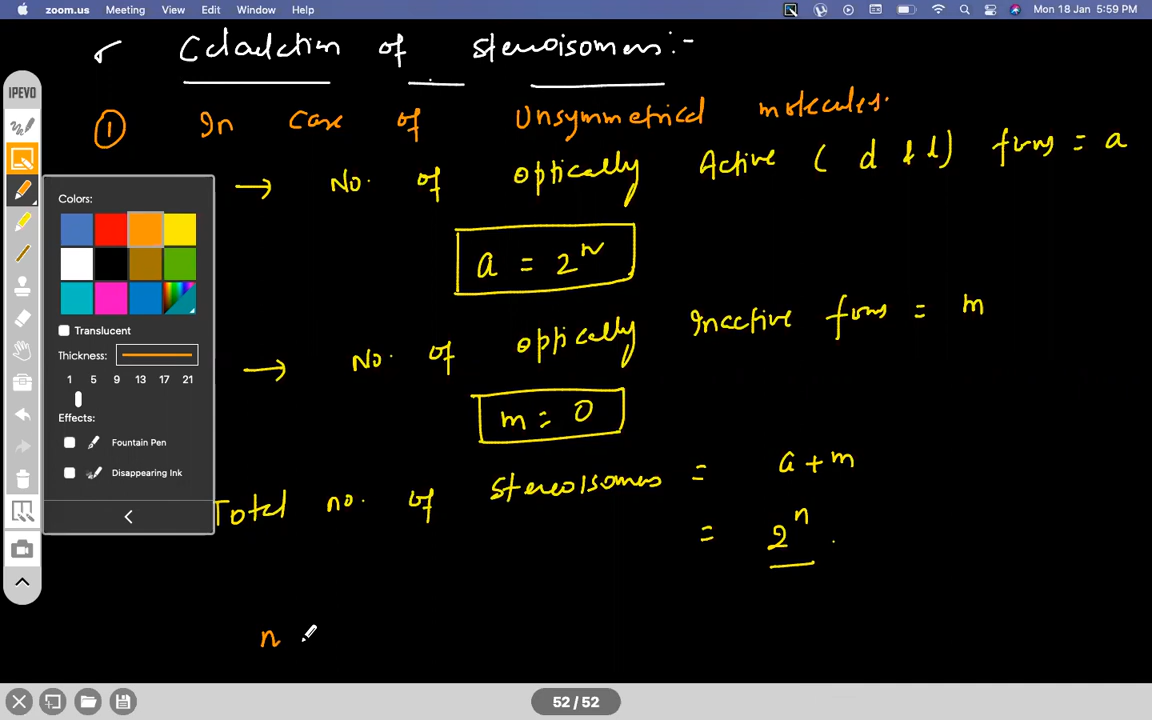 zoom.us Meeting View Edit Window Help Mon 18 Jan 5:59 PM
Calculation of stereoisomers:-
IPEVO
① In Case of Unsymmetrical molecules.
→ No. of optically Active ( d & l ) forms = a
Colors:
a = 2ⁿ
Translucent
→ No. of optically Inactive forms = m
Thickness:
1 5 9 13 17 21
m = 0
Effects:
Fountain Pen
Disappearing Ink
Total no. of stereoisomers = a + m
= 2ⁿ.
n
52 / 52